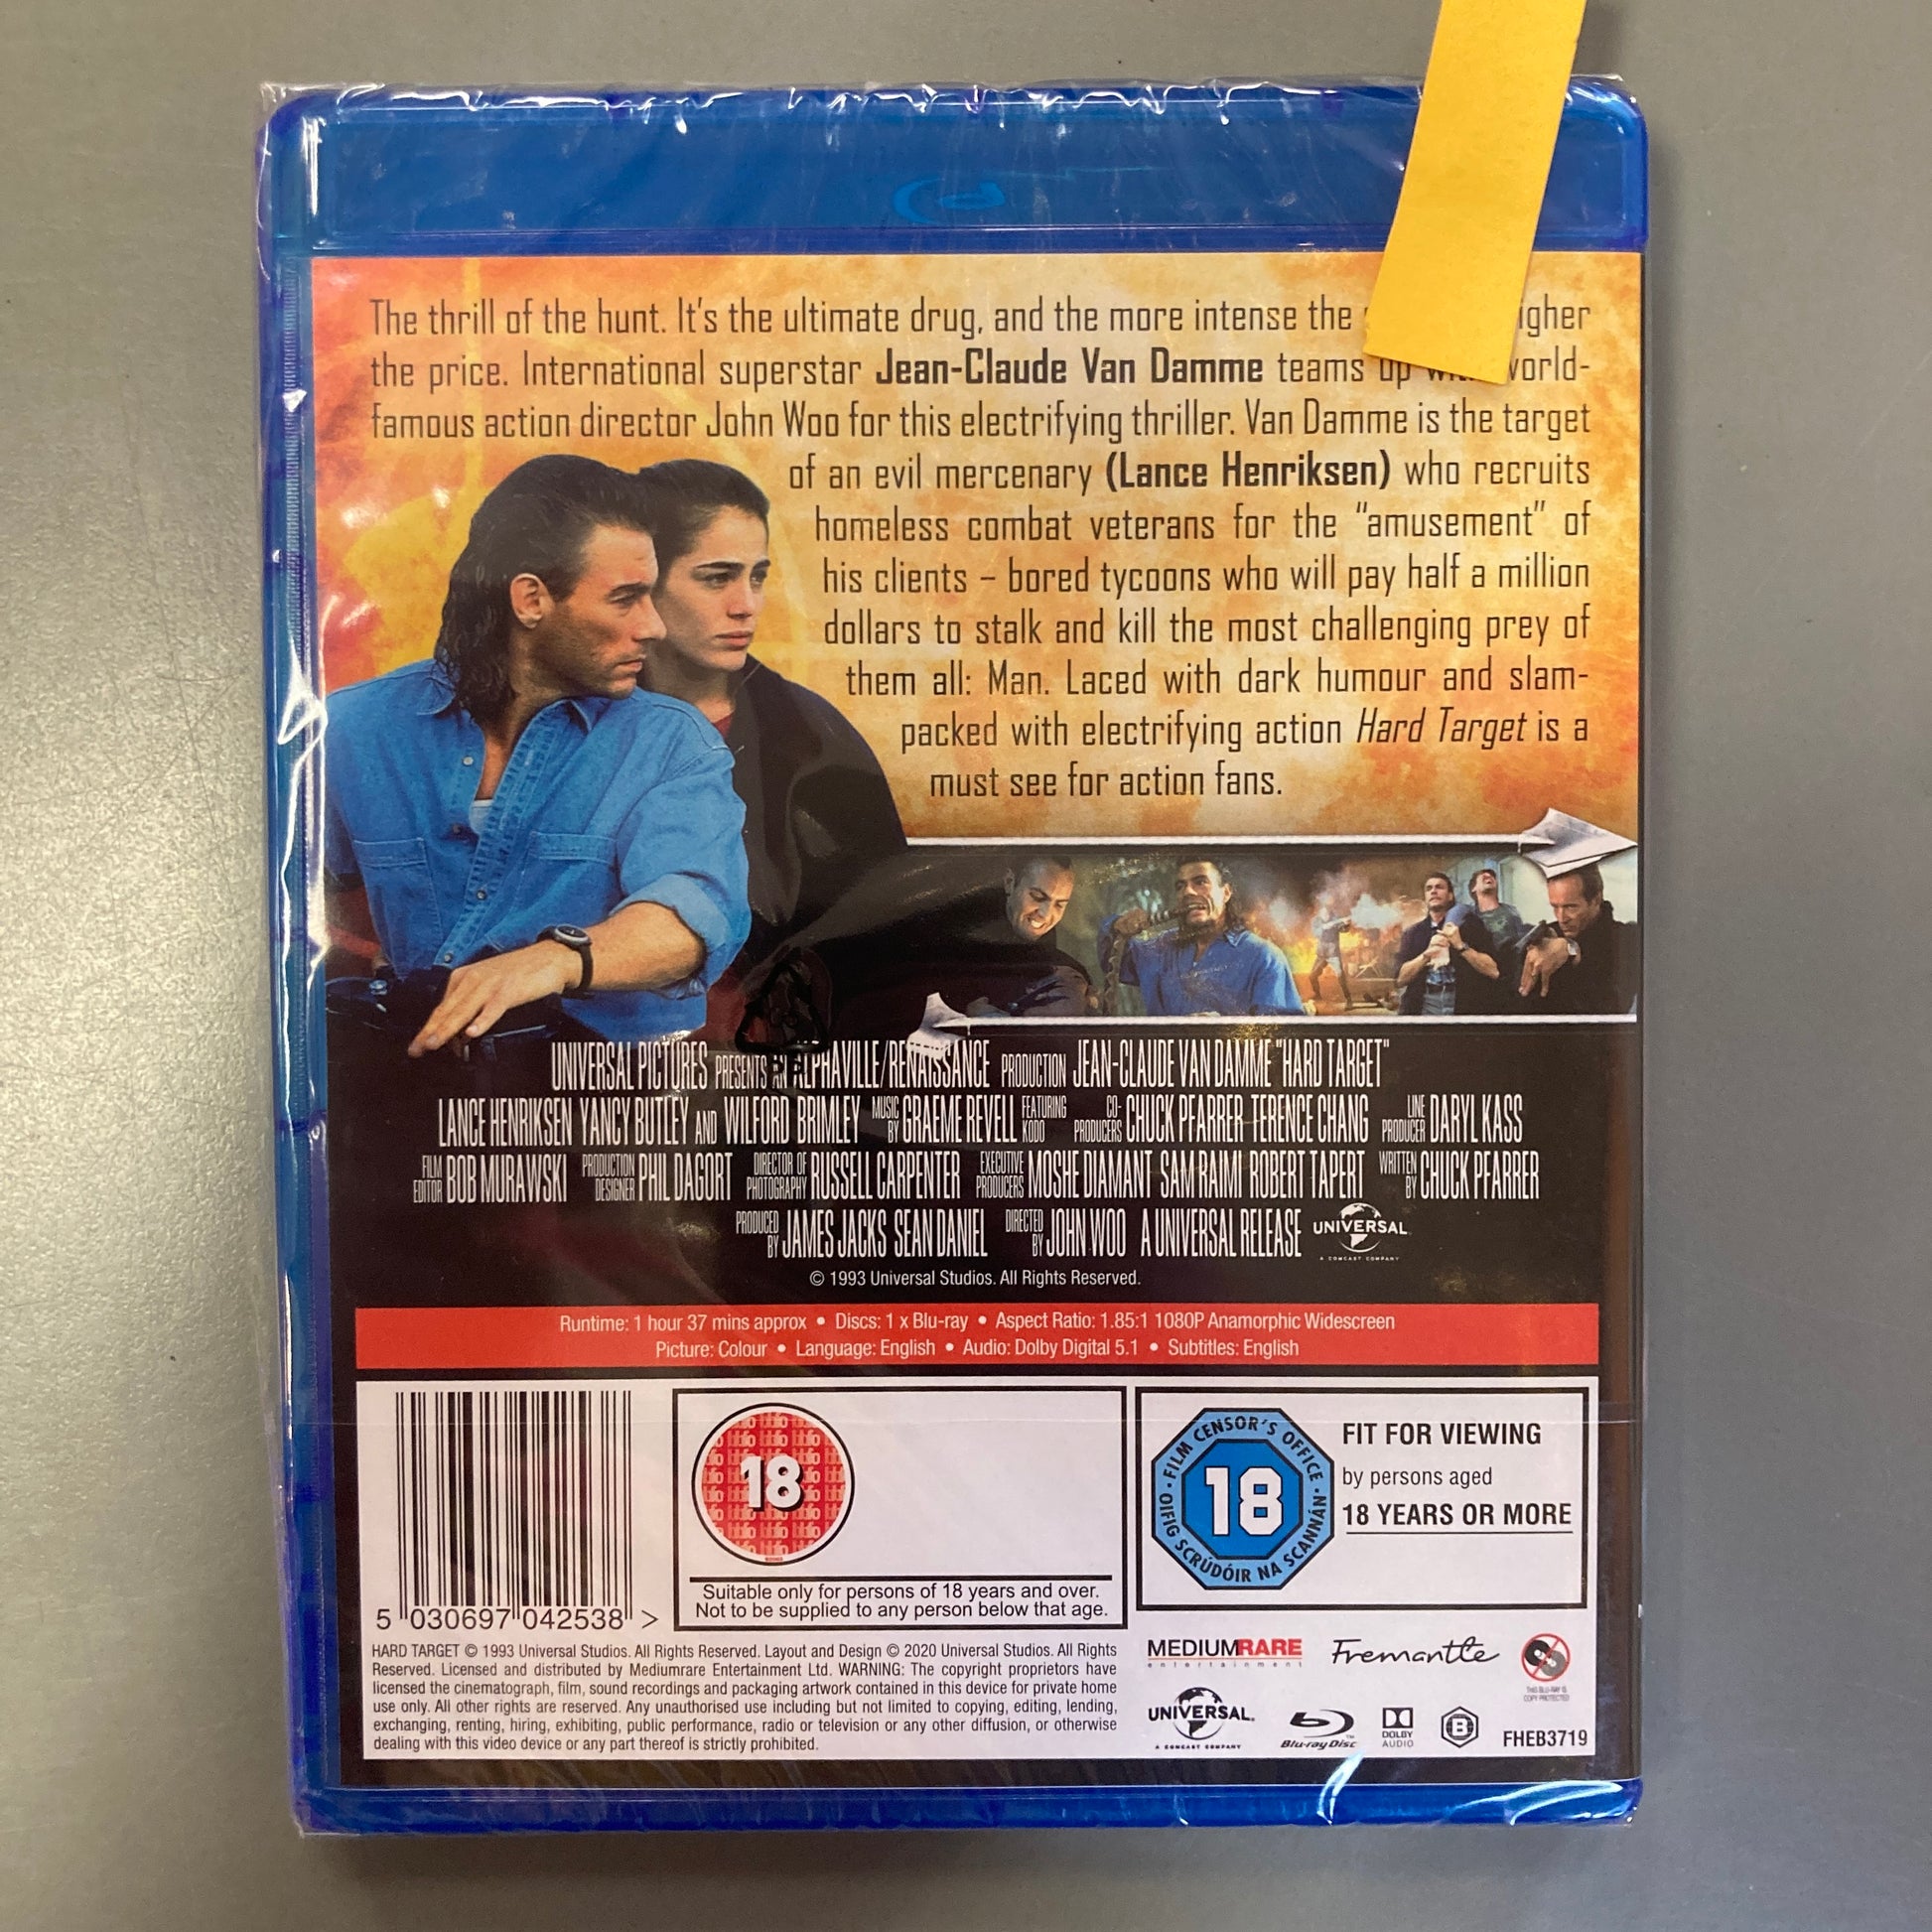 The thrill of the hunt. It's the ultimate drug, and the more intense the
the price. International superstar Jean-Claude Van Damme teams up
famous action director John Woo for this electrifying thriller. Van Damme is the target
of an evil mercenary (Lance Henriksen) who recruits
homeless combat veterans for the "amusement" of
his clients – bored tycoons who will pay half a million
dollars to stalk and kill the most challenging prey of
them all: Man. Laced with dark humour and slam-
packed with electrifying action Hard Target is a
must see for action fans.
UNIVERSAL PICTURES PRESENTS AN ALPHAVILLE/RENAISSANCE PRODUCTION JEAN-CLAUDE VAN DAMME "HARD TARGET"
LANCE HENRIKSEN YANCY BUTLEY AND WILFORD BRIMLEY MUSIC BY GRAEME REVELL FEATURING KODO CO-PRODUCERS CHUCK PFARRER TERENCE CHANG LINE PRODUCER DARYL KASS
FILM EDITOR BOB MURAWSKI PRODUCTION DESIGNER PHIL DAGORT DIRECTOR OF PHOTOGRAPHY RUSSELL CARPENTER EXECUTIVE PRODUCERS MOSHE DIAMANT SAM RAIMI ROBERT TAPERT WRITTEN BY CHUCK PFARRER
PRODUCED BY JAMES JACKS SEAN DANIEL DIRECTED BY JOHN WOO A UNIVERSAL RELEASE UNIVERSAL
A COMCAST COMPANY
© 1993 Universal Studios. All Rights Reserved.
Runtime: 1 hour 37 mins approx • Discs: 1 x Blu-ray • Aspect Ratio: 1.85:1 1080P Anamorphic Widescreen
Picture: Colour • Language: English • Audio: Dolby Digital 5.1 • Subtitles: English
5 030697 042538 >
18
Suitable only for persons of 18 years and over.
Not to be supplied to any person below that age.
FILM CENSOR'S OFFICE
18
OIFIG SCRÚDÓIR NA SCANNÁN
FIT FOR VIEWING
by persons aged
18 YEARS OR MORE
HARD TARGET © 1993 Universal Studios. All Rights Reserved. Layout and Design © 2020 Universal Studios. All Rights
Reserved. Licensed and distributed by Mediumrare Entertainment Ltd. WARNING: The copyright proprietors have
licensed the cinematograph, film, sound recordings and packaging artwork contained in this device for private home
use only. All other rights are reserved. Any unauthorised use including but not limited to copying, editing, lending,
exchanging, renting, hiring, exhibiting, public performance, radio or television or any other diffusion, or otherwise
dealing with this video device or any part thereof is strictly prohibited.
MEDIUMRARE
entertainment
Fremantle
THIS BLU-RAY IS
COPY PROTECTED
UNIVERSAL
A COMCAST COMPANY
Blu-ray Disc
DOLBY
AUDIO
B
FHEB3719